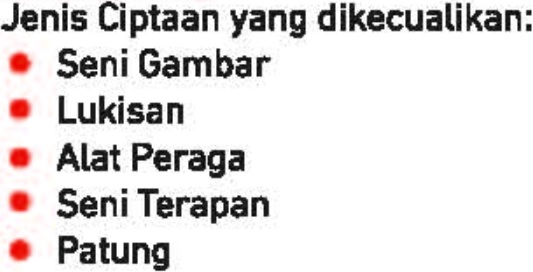 Jenis Ciptaan yang dikecualikan:
• Seni Gambar
• Lukisan
• Alat Peraga
• Seni Terapan
• Patung